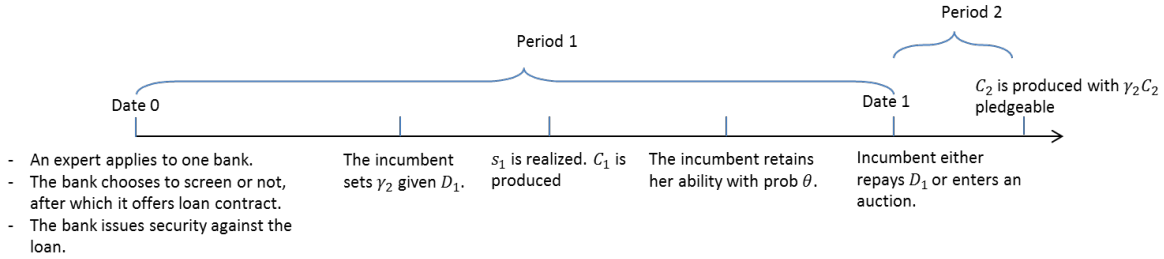 Period 2
Period 1
C₂ is produced with γ₂C₂
pledgeable
Date 0
Date 1
- An expert applies to one bank.
- The bank chooses to screen or not,
after which it offers loan contract.
- The bank issues security against the
loan.
The incumbent
sets γ₂ given D₁.
s₁ is realized. C₁ is
produced
The incumbent retains
her ability with prob θ.
Incumbent either
repays D₁ or enters an
auction.